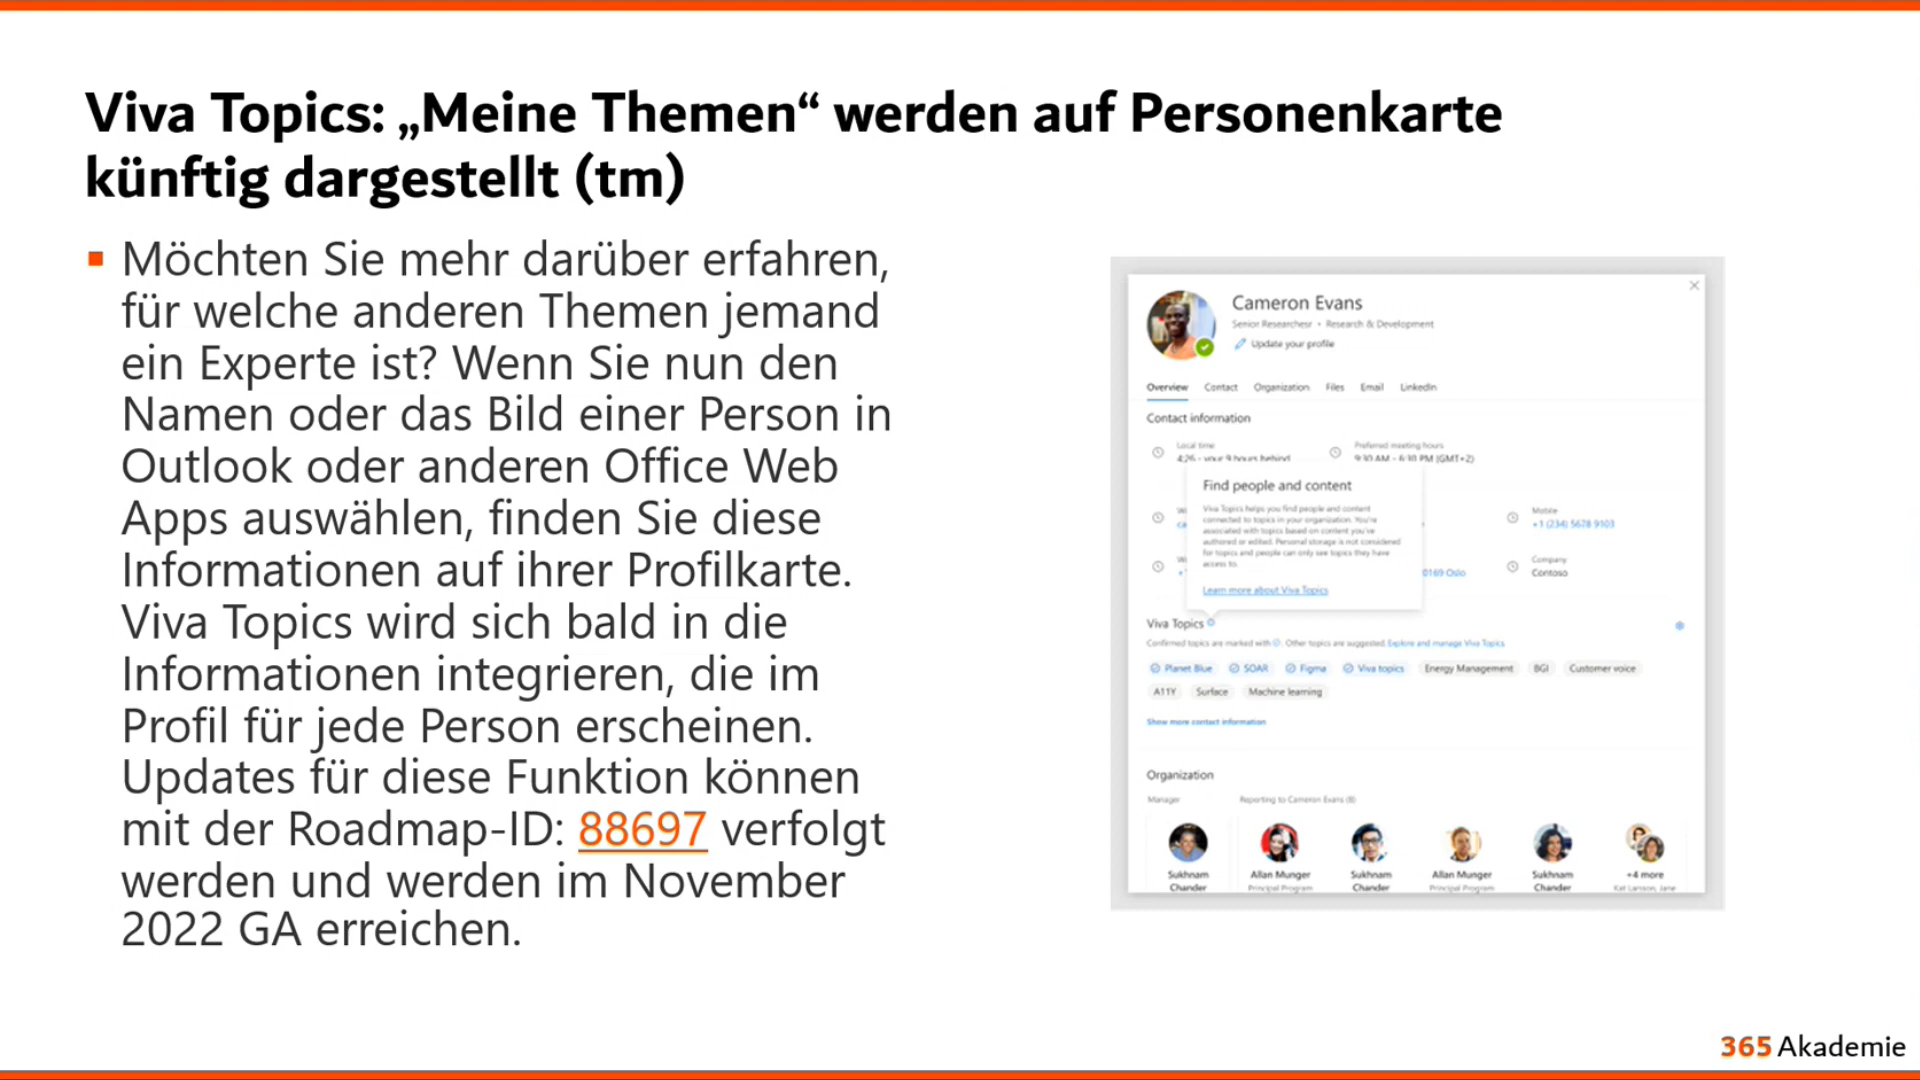 Viva Topics: „Meine Themen“ werden auf Personenkarte
künftig dargestellt (tm)
Möchten Sie mehr darüber erfahren,
für welche anderen Themen jemand
ein Experte ist? Wenn Sie nun den
Namen oder das Bild einer Person in
Outlook oder anderen Office Web
Apps auswählen, finden Sie diese
Informationen auf ihrer Profilkarte.
Viva Topics wird sich bald in die
Informationen integrieren, die im
Profil für jede Person erscheinen.
Updates für diese Funktion können
mit der Roadmap-ID: 88697 verfolgt
werden und werden im November
2022 GA erreichen.
Cameron Evans
Senior Researchesr • Research & Development
Update your profile
Overview Contact Organization Files Email LinkedIn
Contact information
Local time Preferred meeting hours
4:26 - your 9 hours behind 9:30 AM - 6:30 PM (GMT+2)
Find people and content
Viva Topics helps you find people and content
connected to topics in your organization. You're
associated with topics based on content you've
authored or edited. Personal storage is not considered
for topics and people can only see topics they have
access to.
Learn more about Viva Topics
Mobile
+1 (234) 5678 9103
Company
0169 Oslo Contoso
Viva Topics
Confirmed topics are marked with . Other topics are suggested. Explore and manage Viva Topics
Planet Blue SOAR Figma Viva topics Energy Management BGI Customer voice
A11Y Surface Machine learning
Show more contact information
Organization
Manager Reporting to Cameron Evans (8)
Sukhnam Allan Munger Sukhnam Allan Munger Sukhnam +4 more
Chander Principal Program Chander Principal Program Chander Kat Larsson, Jane
365 Akademie